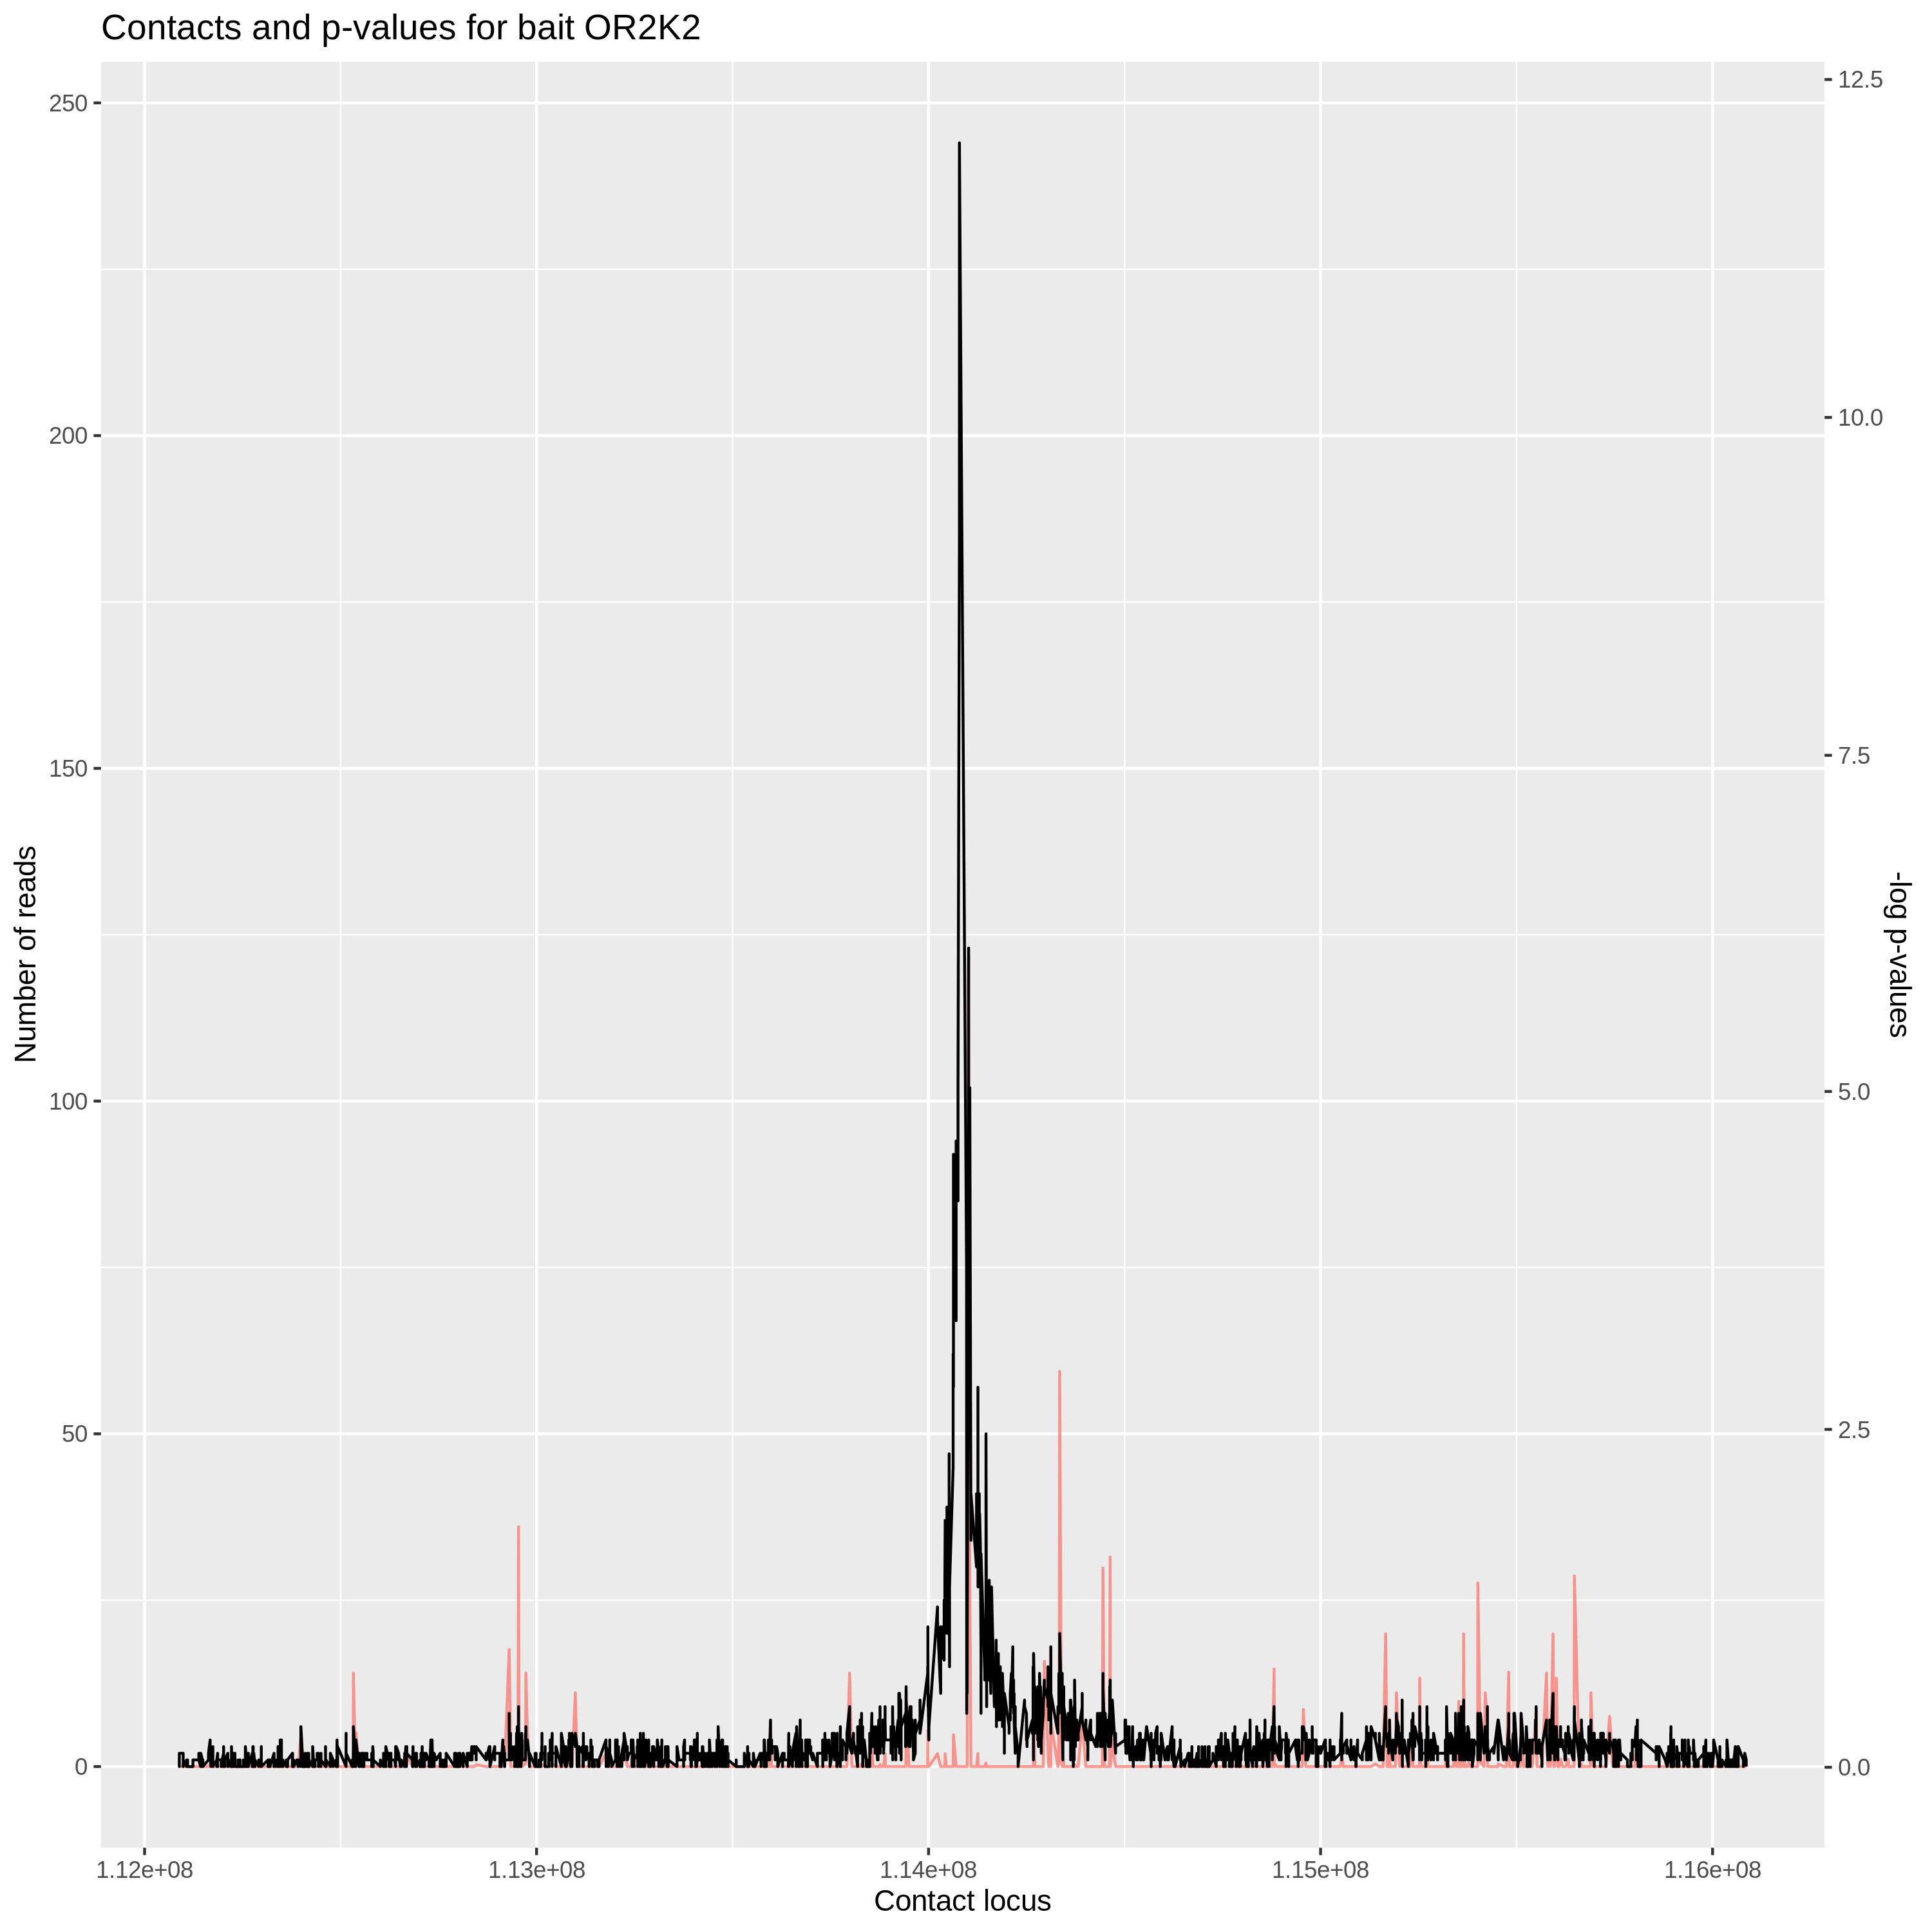 Contacts and p-values for bait OR2K2
250
200
150
100
50
0
Number of reads
12.5
10.0
7.5
5.0
2.5
0.0
-log p-values
1.12e+08
1.13e+08
1.14e+08
1.15e+08
1.16e+08
Contact locus